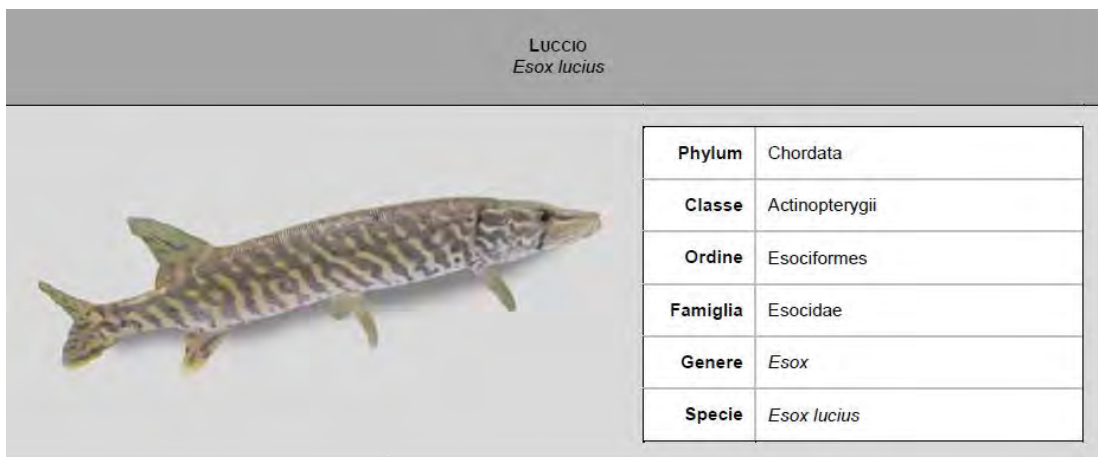 LUCCIO
Esox lucius
Phylum Chordata
Classe Actinopterygii
Ordine Esociformes
Famiglia Esocidae
Genere Esox
Specie Esox lucius